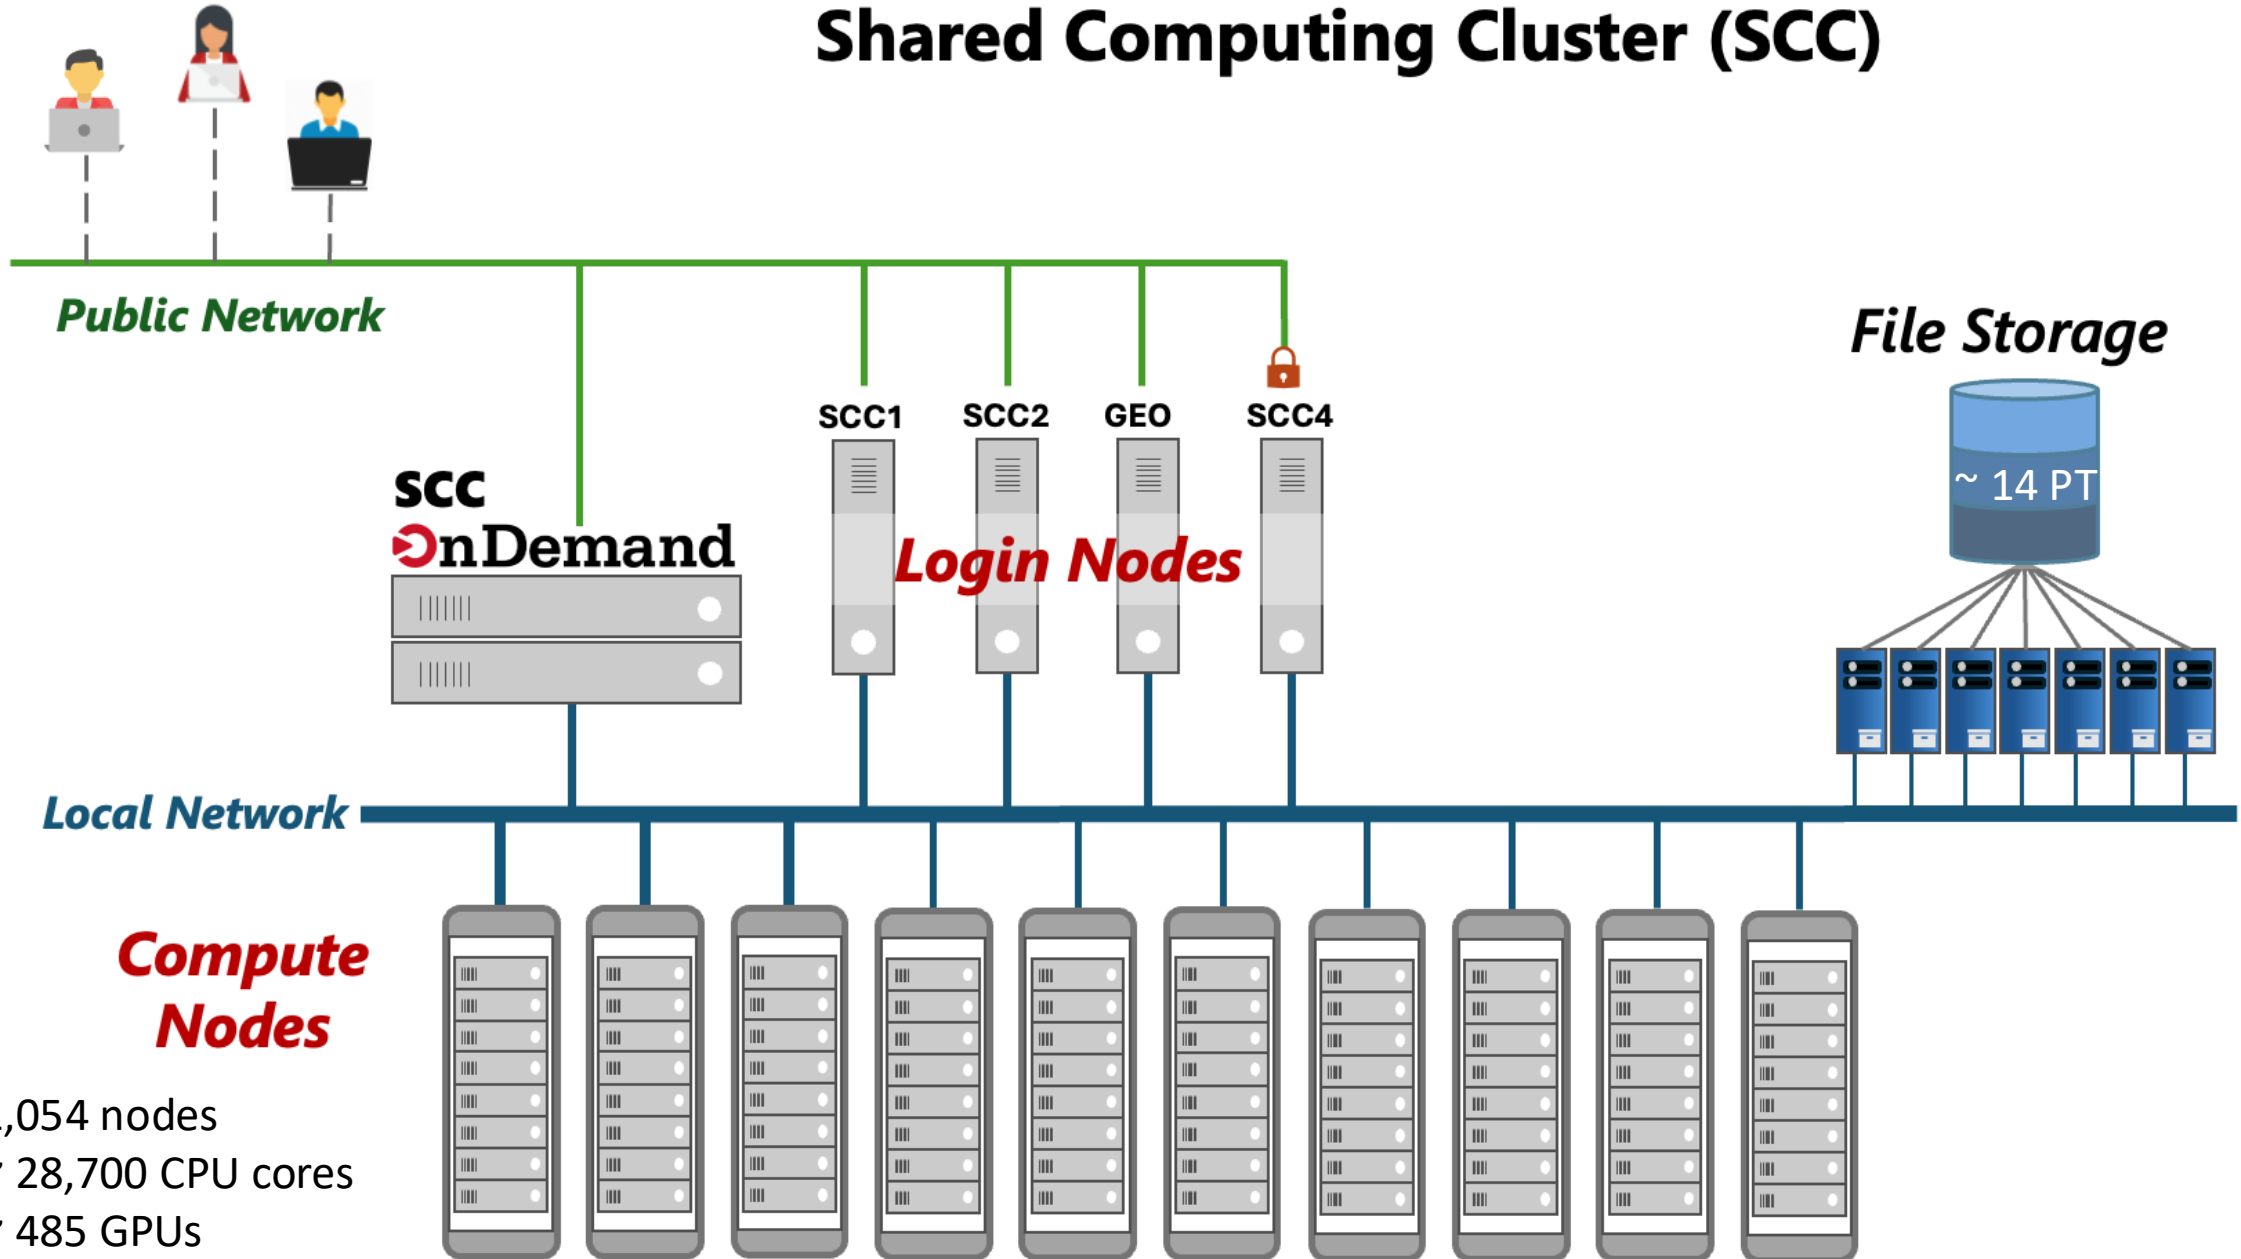 Shared Computing Cluster (SCC)
Public Network
File Storage
SCC1
SCC2
GEO
SCC4
~ 14 PT
scc
OnDemand
Login Nodes
Local Network
Compute
Nodes
,054 nodes
28,700 CPU cores
485 GPUs